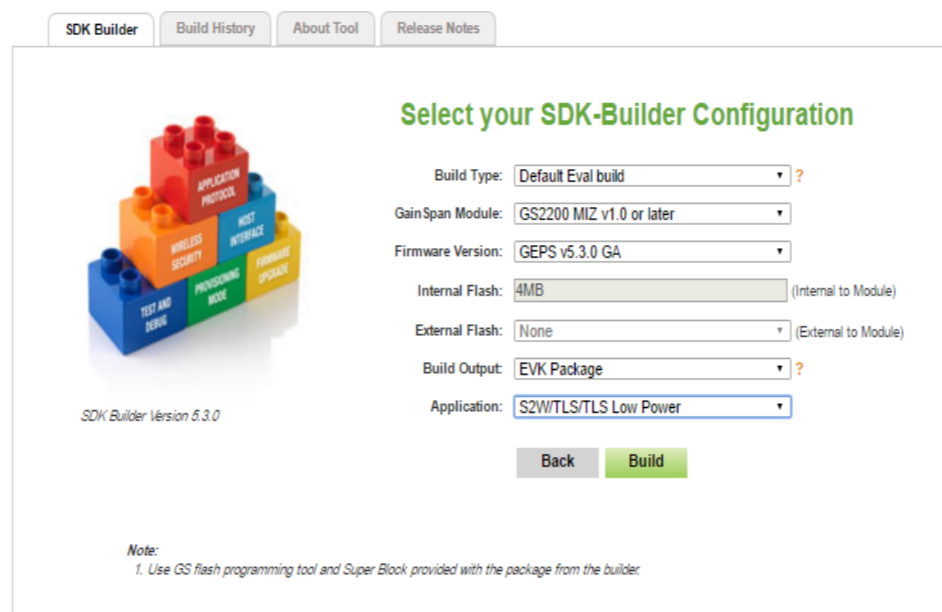 SDK Builder
Build History
About Tool
Release Notes
Select your SDK-Builder Configuration
Build Type: Default Eval build ?
GainSpan Module: GS2200 MIZ v1.0 or later
Firmware Version: GEPS v5.3.0 GA
Internal Flash: 4MB (Internal to Module)
External Flash: None (External to Module)
Build Output: EVK Package ?
Application: S2W/TLS/TLS Low Power
Back
Build
APPLICATION
PROTOCOL
WIRELESS
SECURITY
HOST
INTERFACE
TEST AND
DEBUG
PROVISIONING
MODE
FIRMWARE
UPGRADE
SDK Builder Version 5.3.0
Note:
1. Use GS flash programming tool and Super Block provided with the package from the builder.